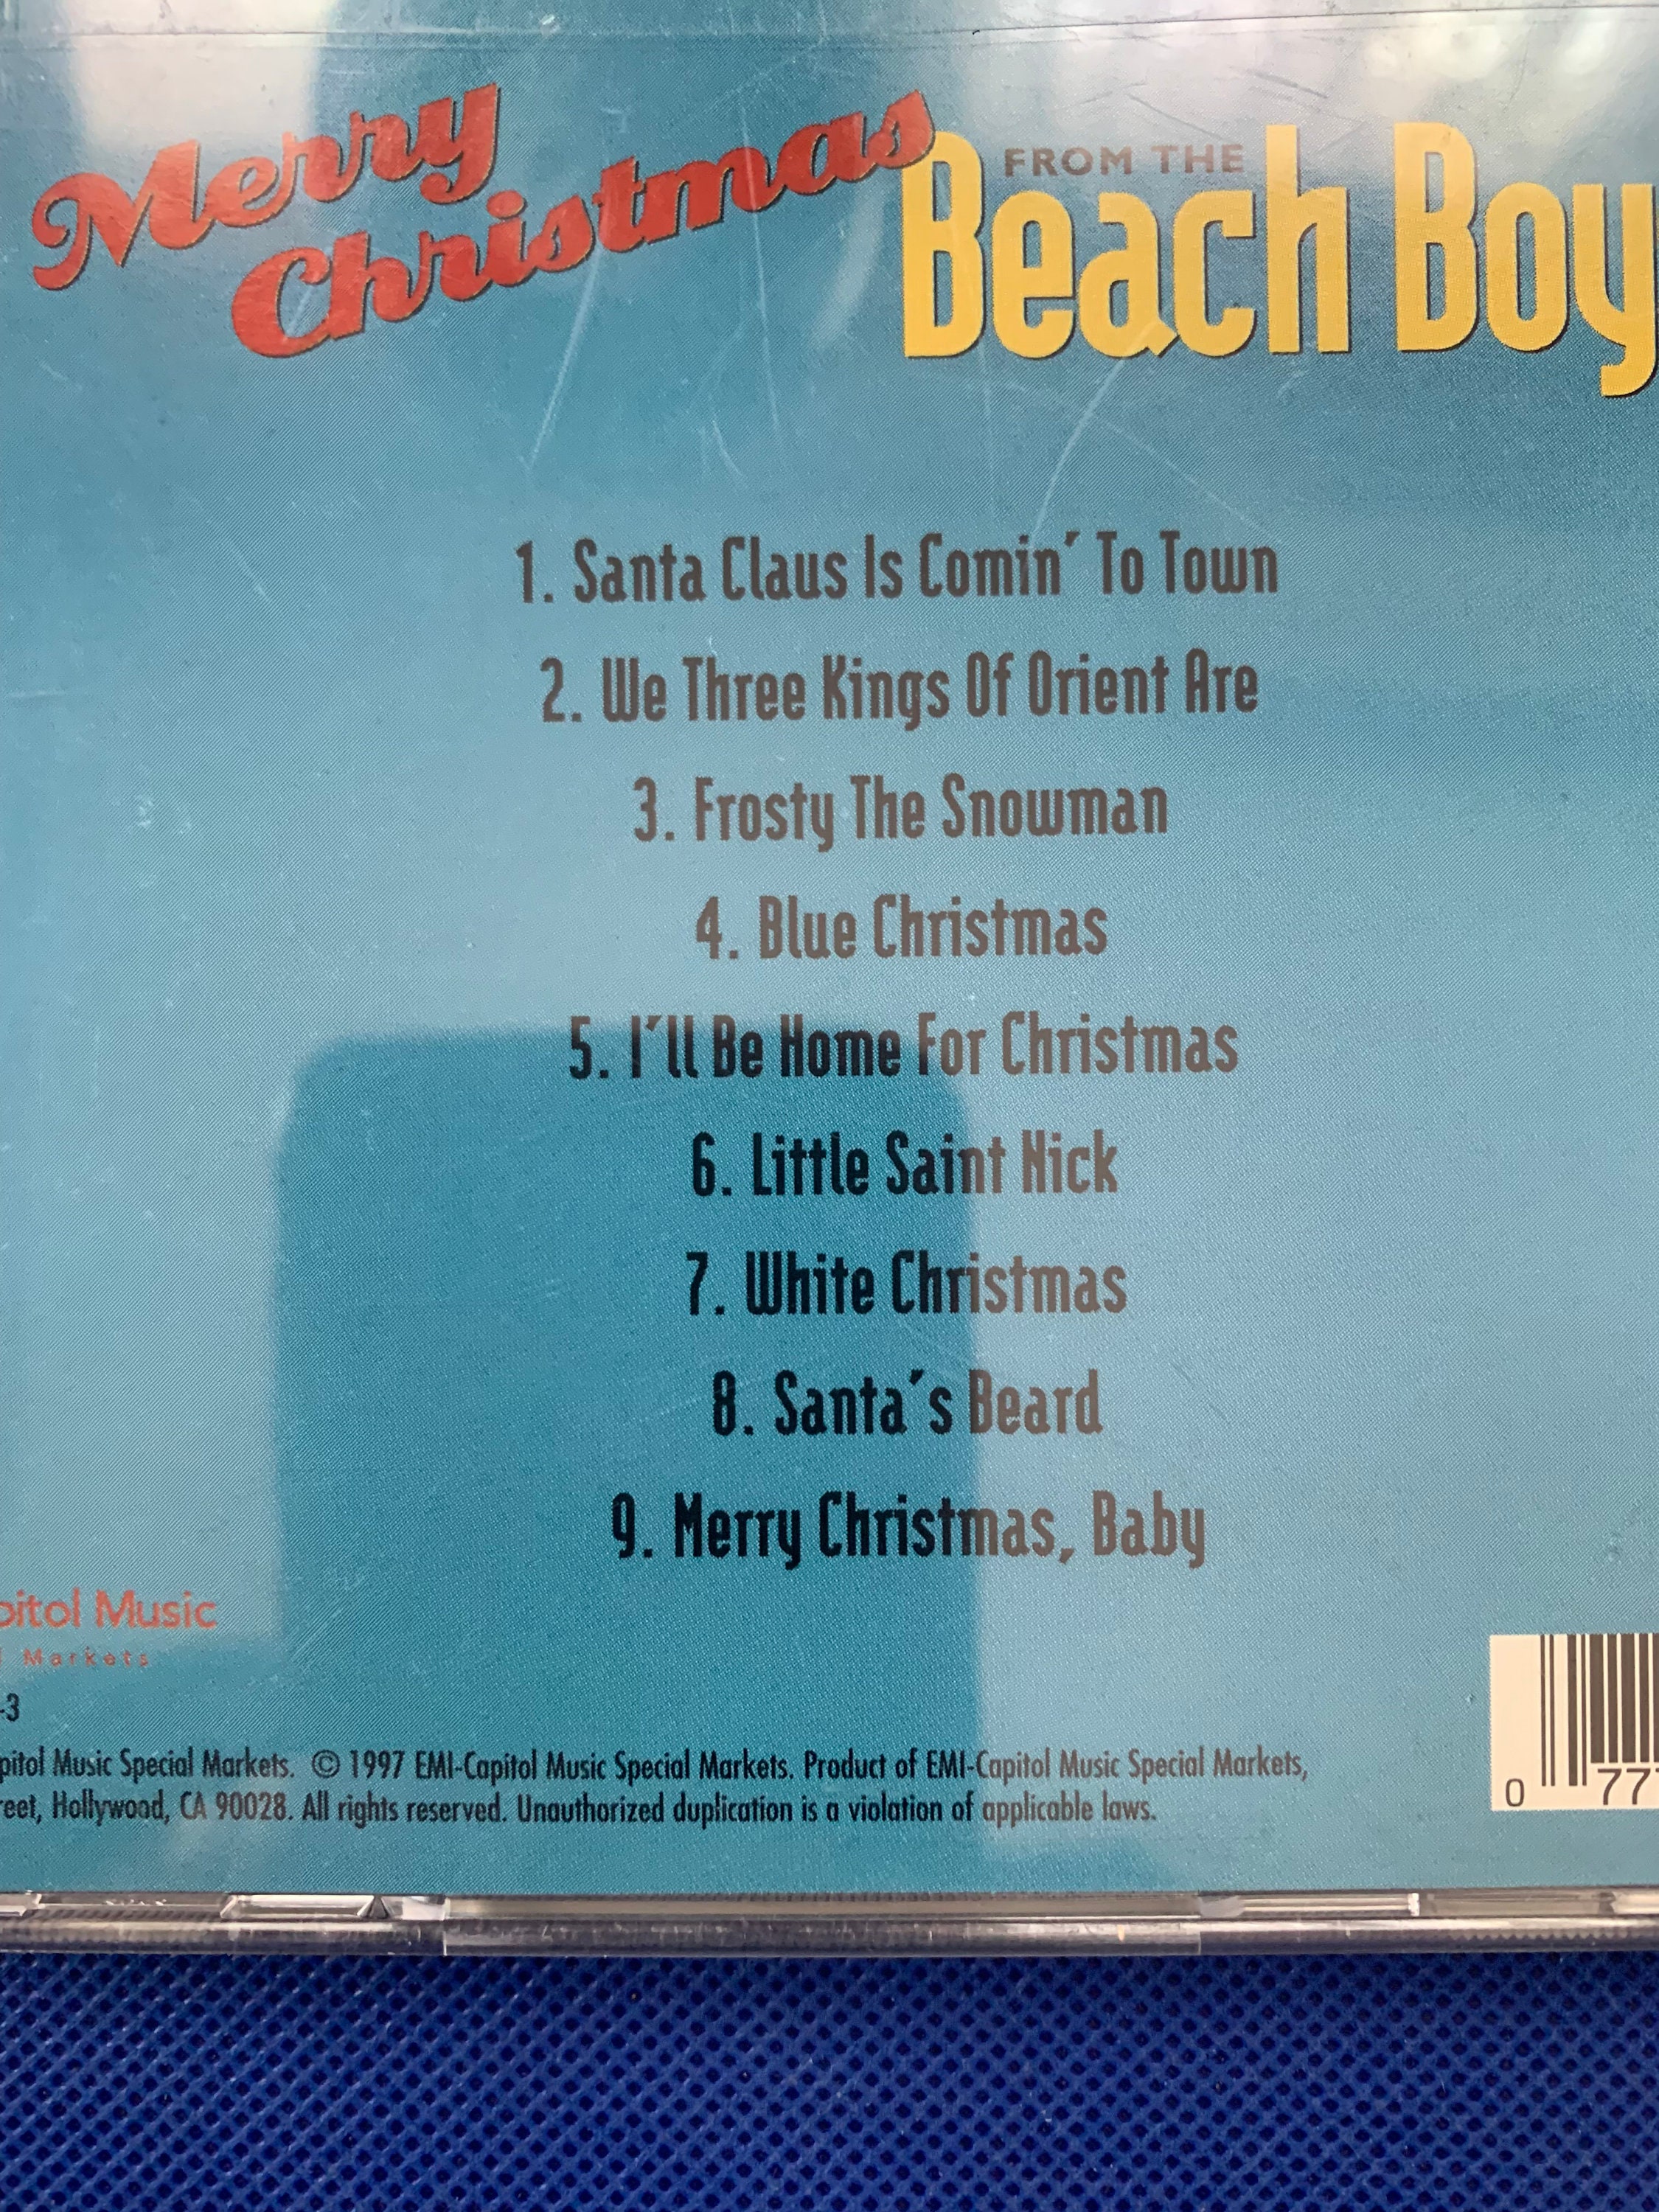 Merry
Christmas
FROM THE
Beach Boy
1. Santa Claus Is Comin' To Town
2. We Three Kings Of Orient Are
3. Frosty The Snowman
4. Blue Christmas
5. I'll Be Home For Christmas
6. Little Saint Nick
7. White Christmas
8. Santa's Beard
9. Merry Christmas, Baby
pitol Music
Markets
-3
pitol Music Special Markets. © 1997 EMI-Capitol Music Special Markets. Product of EMI-Capitol Music Special Markets,
reet, Hollywood, CA 90028. All rights reserved. Unauthorized duplication is a violation of applicable laws.
0 77